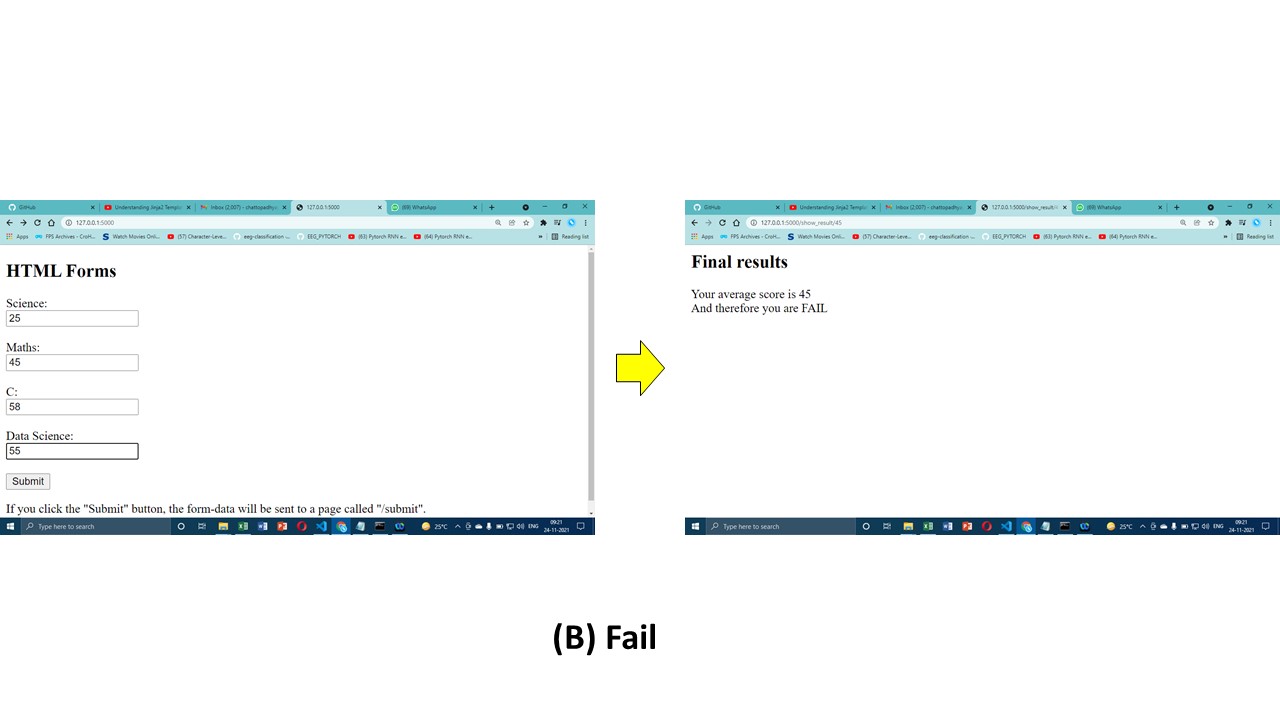 GitHub
Understanding Jinja2 Templa
Inbox (2,007) - chattopadhya
127.0.0.1:5000
(69) WhatsApp
127.0.0.1:5000
Apps
FPS Archives - CroH...
Watch Movies Onli...
(57) Character-Leve...
eeg-classification -...
EEG_PYTORCH
(63) Pytorch RNN e...
(64) Pytorch RNN e...
»
Reading list
HTML Forms
Science:
25
Maths:
45
C:
58
Data Science:
55
Submit
If you click the "Submit" button, the form-data will be sent to a page called "/submit".
Type here to search
25°C
ENG
09:21
24-11-2021
GitHub
Understanding Jinja2 Templa
Inbox (2,007) - chattopadhya
127.0.0.1:5000/show_result/4
(69) WhatsApp
127.0.0.1:5000/show_result/45
Apps
FPS Archives - CroH...
Watch Movies Onli...
(57) Character-Leve...
eeg-classification -...
EEG_PYTORCH
(63) Pytorch RNN e...
(64) Pytorch RNN e...
»
Reading list
Final results
Your average score is 45
And therefore you are FAIL
Type here to search
25°C
ENG
09:21
24-11-2021
(B) Fail